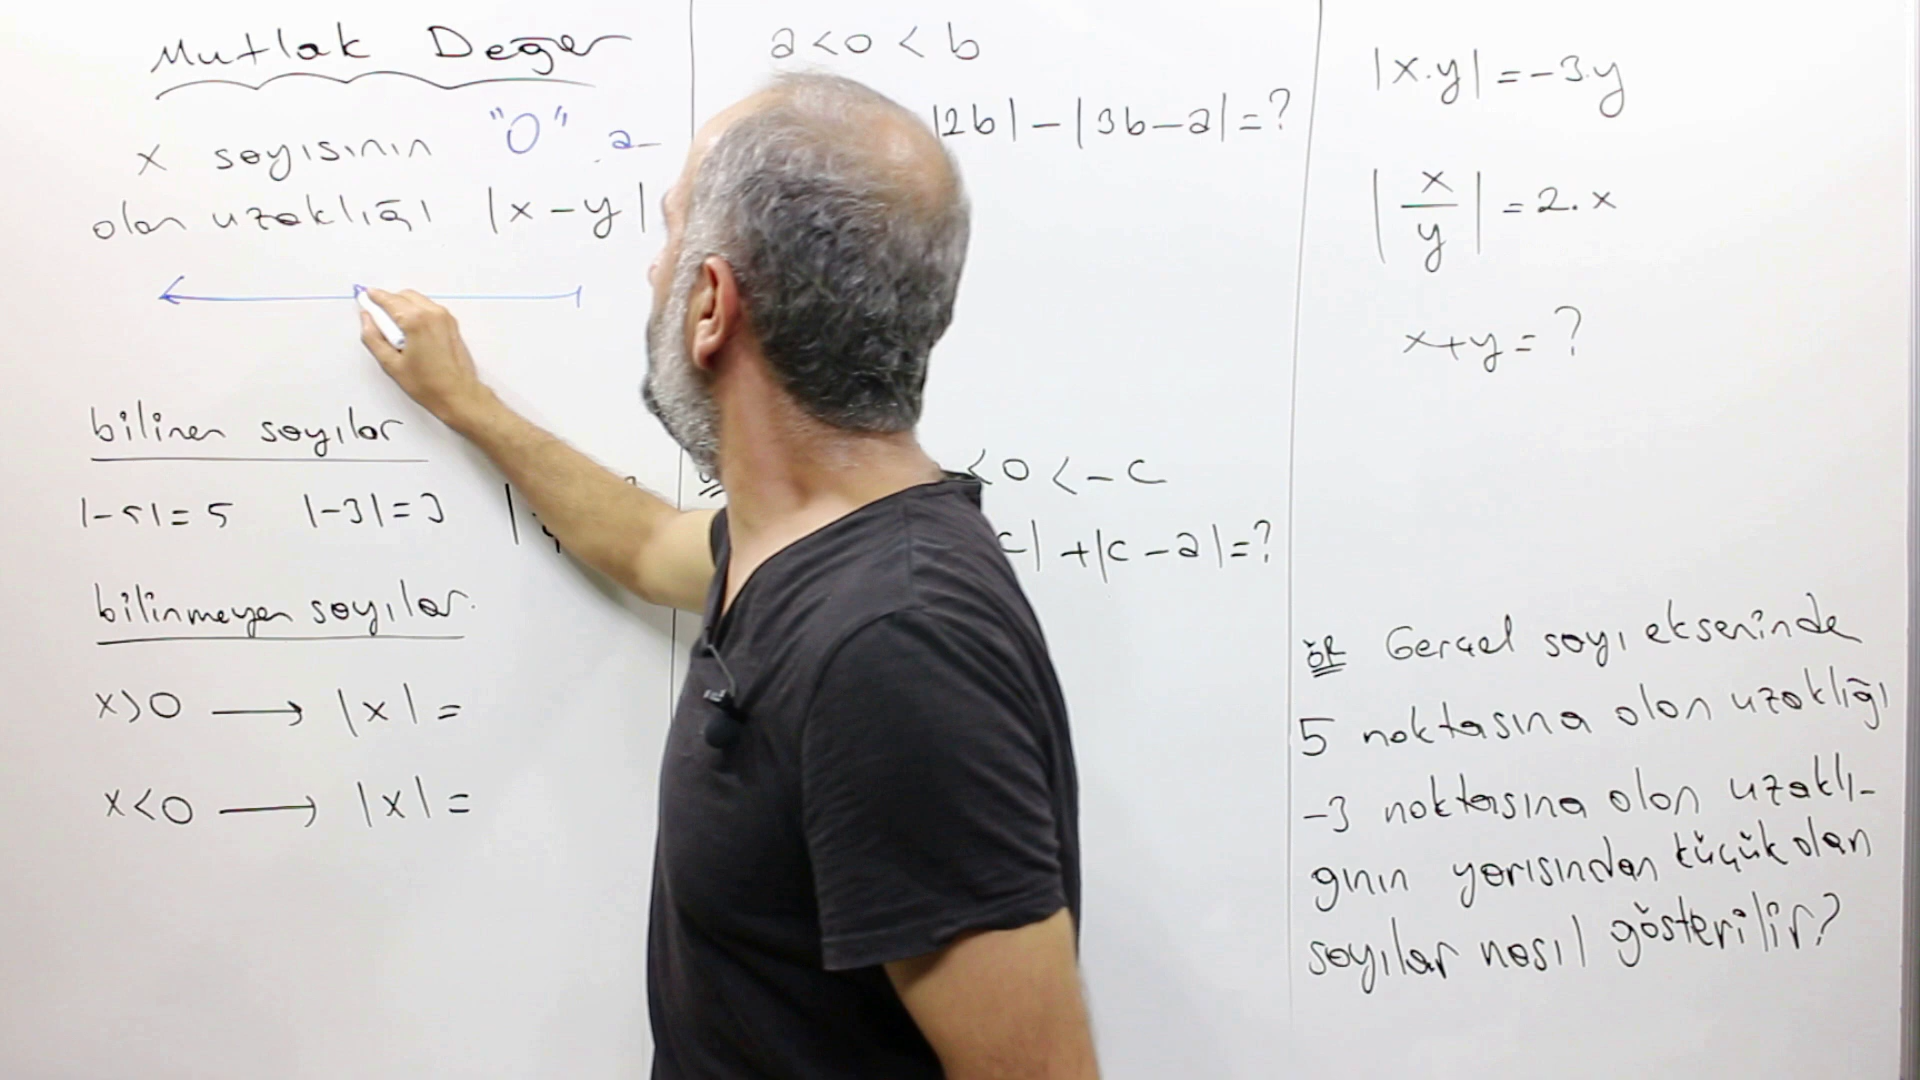 Mutlak Değer
x sayısının "0" a
olan uzaklığı |x-y|
bilinen sayılar
|-5|=5 |-3|=3
bilinmeyen sayılar.
x>0 → |x| =
x<0 → |x| =
a<0<b
|2b|-|3b-a|=?
<0<-c
c|+|c-a|=?
|x.y|=-3.y
|x/y|=2.x
x+y=?
ÖR Gerçel sayı ekseninde
5 noktasına olan uzaklığı
-3 noktasına olan uzaklı-
ğının yarısından küçük olan
sayılar nasıl gösterilir?